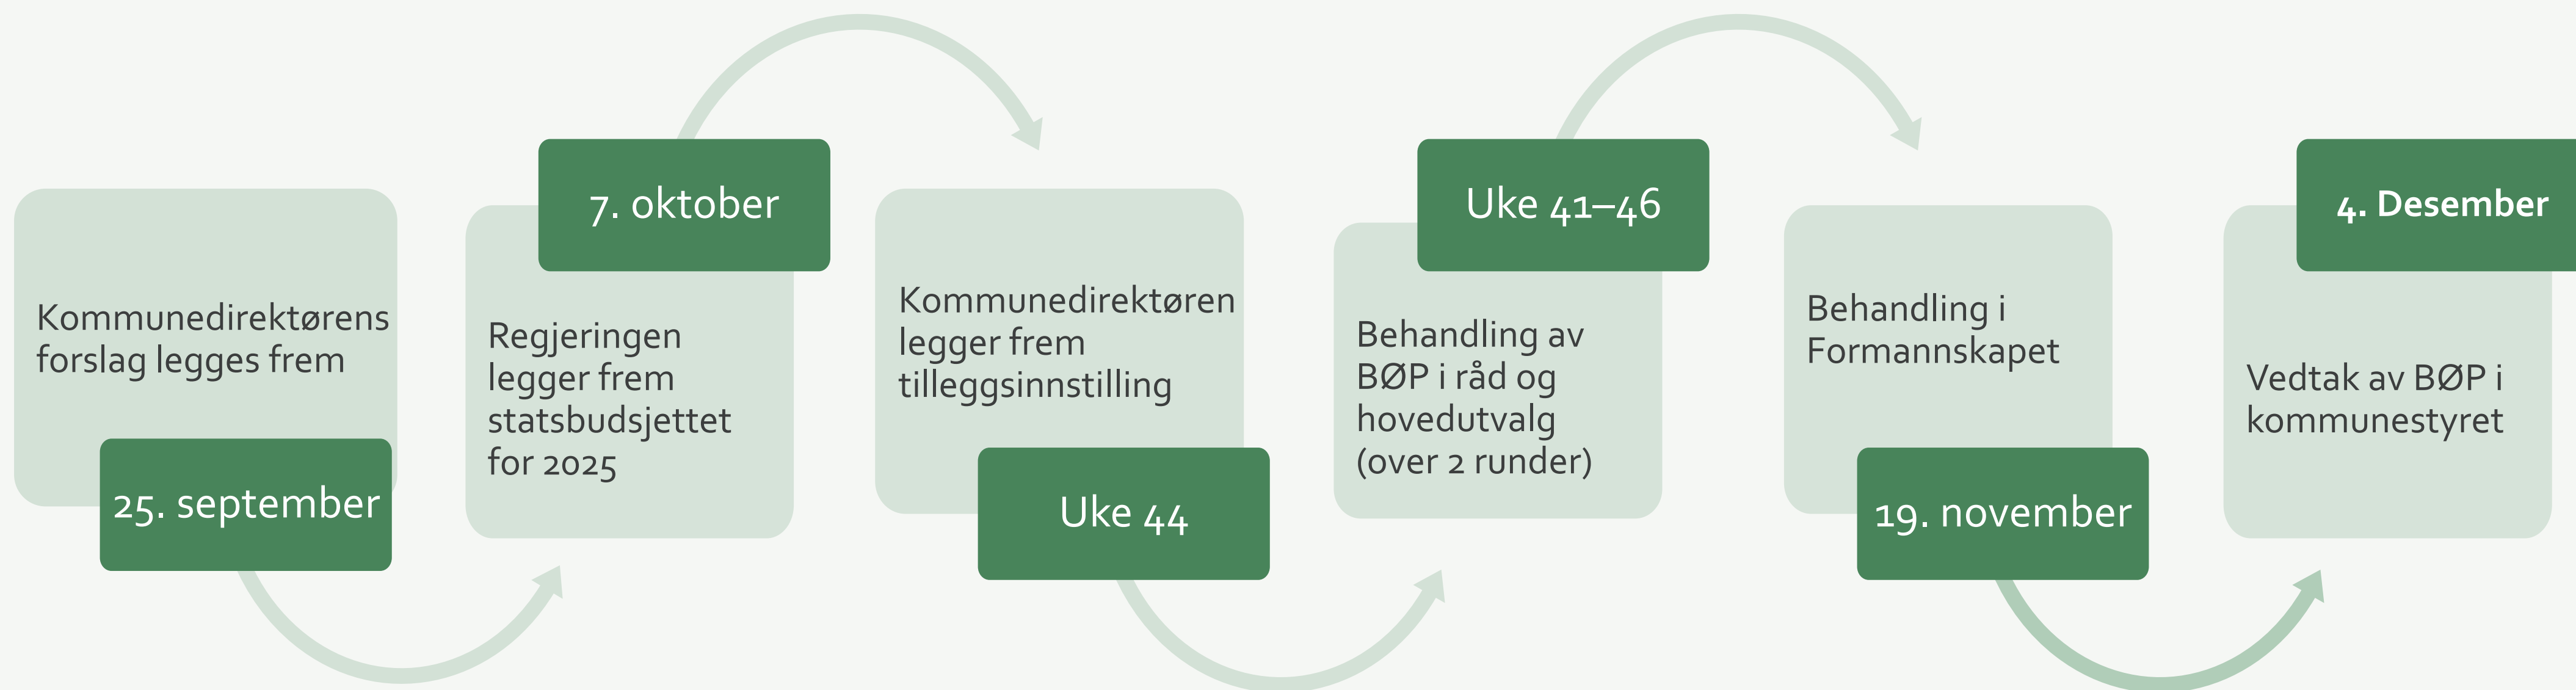 Kommunedirektørens
forslag legges frem
25. september
7. oktober
Regjeringen
legger frem
statsbudsjettet
for 2025
Kommunedirektøren
legger frem
tilleggsinnstilling
Uke 44
Uke 41–46
Behandling av
BØP i råd og
hovedutvalg
(over 2 runder)
Behandling i
Formannskapet
19. november
4. Desember
Vedtak av BØP i
kommunestyret